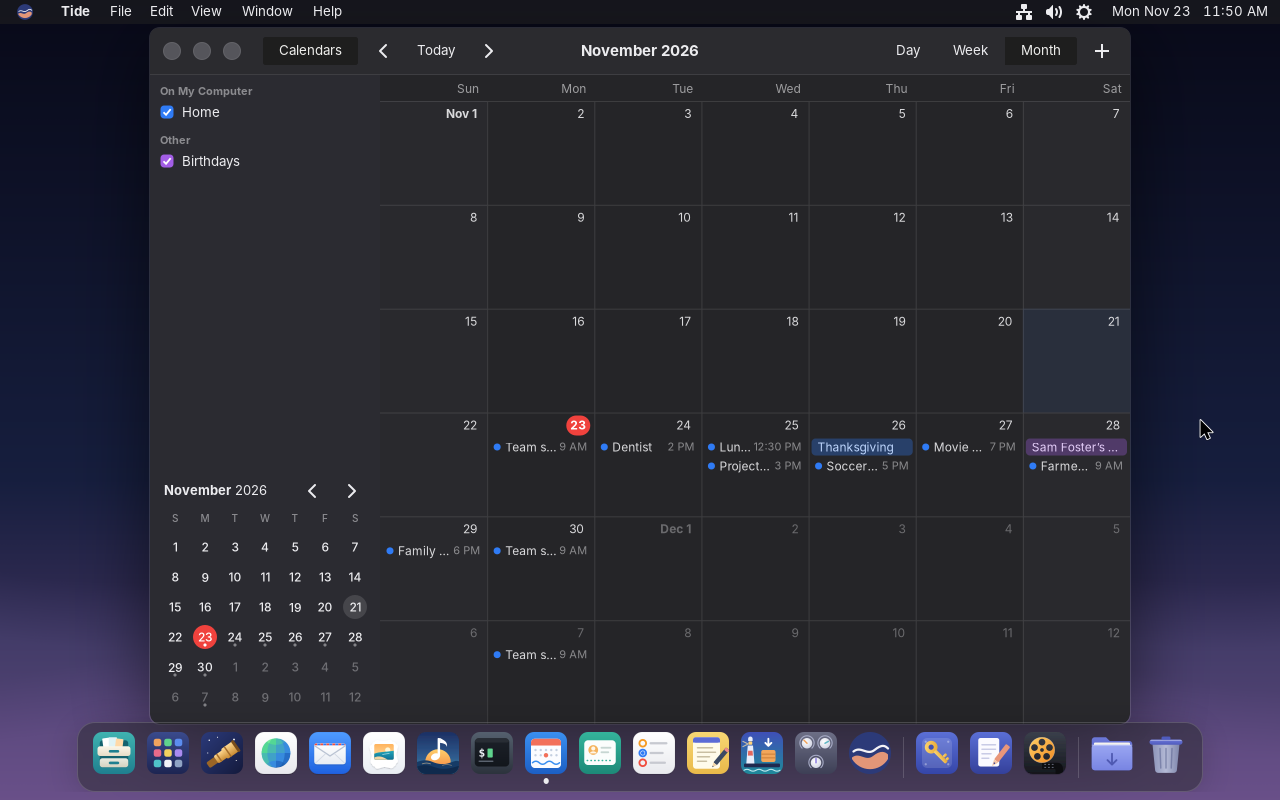 Tide File Edit View Window Help Mon Nov 23 11:50 AM
Calendars Today November 2026 Day Week Month
On My Computer
Home
Other
Birthdays
Sun Mon Tue Wed Thu Fri Sat
Nov 1 2 3 4 5 6 7
8 9 10 11 12 13 14
15 16 17 18 19 20 21
22 23 24 25 26 27 28
Team s... 9 AM Dentist 2 PM Lun... 12:30 PM Thanksgiving Movie ... 7 PM Sam Foster's ...
Project... 3 PM Soccer... 5 PM Farme... 9 AM
29 30 Dec 1 2 3 4 5
Family ... 6 PM Team s... 9 AM
6 7 8 9 10 11 12
Team s... 9 AM
November 2026
S M T W T F S
1 2 3 4 5 6 7
8 9 10 11 12 13 14
15 16 17 18 19 20 21
22 23 24 25 26 27 28
29 30 1 2 3 4 5
6 7 8 9 10 11 12
$